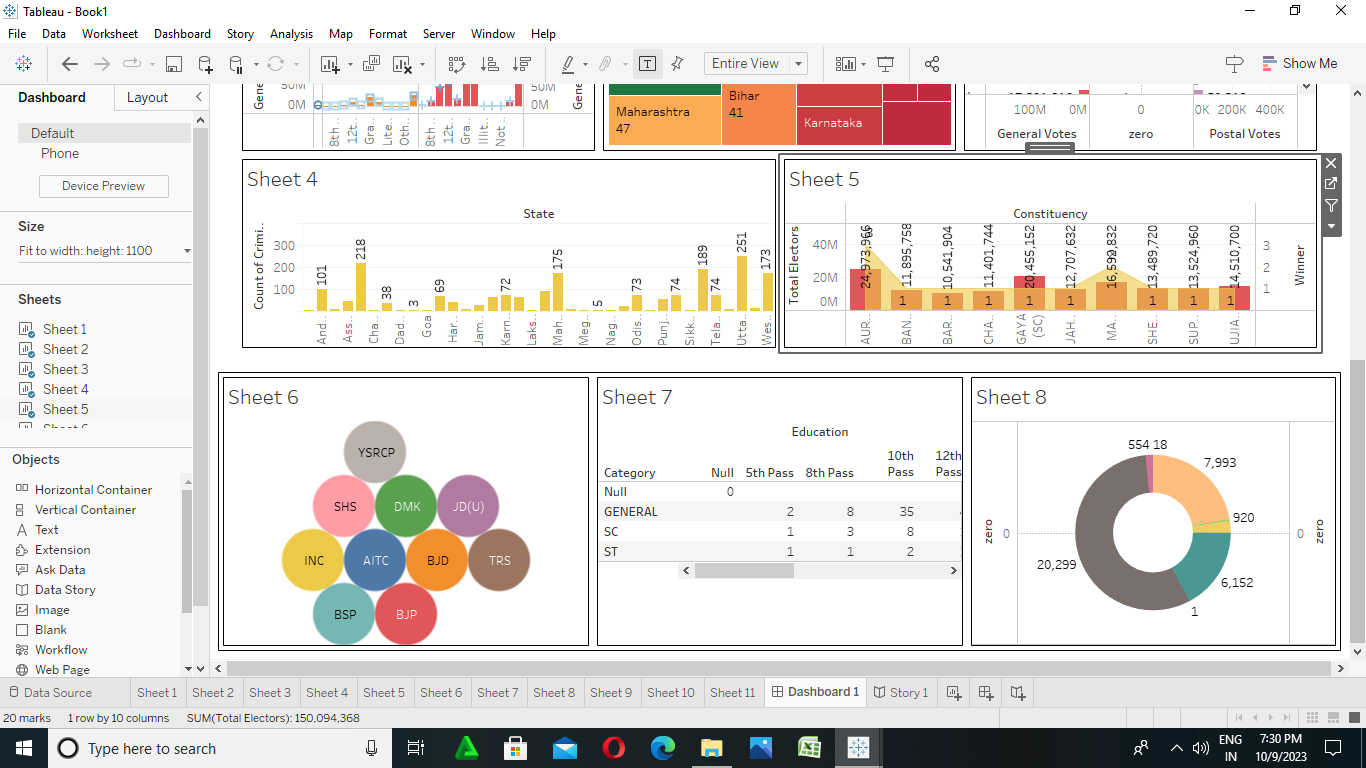 Tableau - Book1
File Data Worksheet Dashboard Story Analysis Map Format Server Window Help
Entire View
Show Me
Dashboard Layout
Default
Phone
Device Preview
Size
Fit to width: height: 1100
Sheets
Sheet 1
Sheet 2
Sheet 3
Sheet 4
Sheet 5
Objects
Horizontal Container
Vertical Container
Text
Extension
Ask Data
Data Story
Image
Blank
Workflow
Web Page
0M
0M
8th..
12t..
Gra..
Lite..
Oth..
8th..
12t..
Gra..
Illit..
Not..
Maharashtra
47
Bihar
41
Karnataka
100M 0M 0 0K 200K 400K
General Votes zero Postal Votes
Sheet 4
State
Count of Crimi..
300
200
100
101 218 38 3 69 72 175 5 73 74 189 74 251 173
And.. Ass.. Cha.. Dad.. Goa Har.. Jam.. Karn.. Laks.. Mah.. Meg.. Nag.. Odis.. Punj.. Sikk.. Tela.. Utta.. Wes..
Sheet 5
Constituency
Total Electors
40M
20M
0M
24,973,966 11,895,758 10,541,904 11,401,744 20,455,152 12,707,632 16,592,832 13,489,720 13,524,960 14,510,700
1 1 1 1 1 1 1 1
3
2
1
Winner
AUR.. BAN.. BAR.. CHA.. GAYA (SC) JAH.. MA.. SHE.. SUP.. UJIA..
Sheet 6
YSRCP
SHS DMK JD(U)
INC AITC BJD TRS
BSP BJP
Sheet 7
Education
Category Null 5th Pass 8th Pass 10th Pass 12th Pass
Null 0
GENERAL 2 8 35
SC 1 3 8
ST 1 1 2
Sheet 8
554 18
7,993
920
zero 0 0 zero
20,299
6,152
1
Data Source Sheet 1 Sheet 2 Sheet 3 Sheet 4 Sheet 5 Sheet 6 Sheet 7 Sheet 8 Sheet 9 Sheet 10 Sheet 11 Dashboard 1 Story 1
20 marks 1 row by 10 columns SUM(Total Electors): 150,094,368
Type here to search
ENG
IN
7:30 PM
10/9/2023